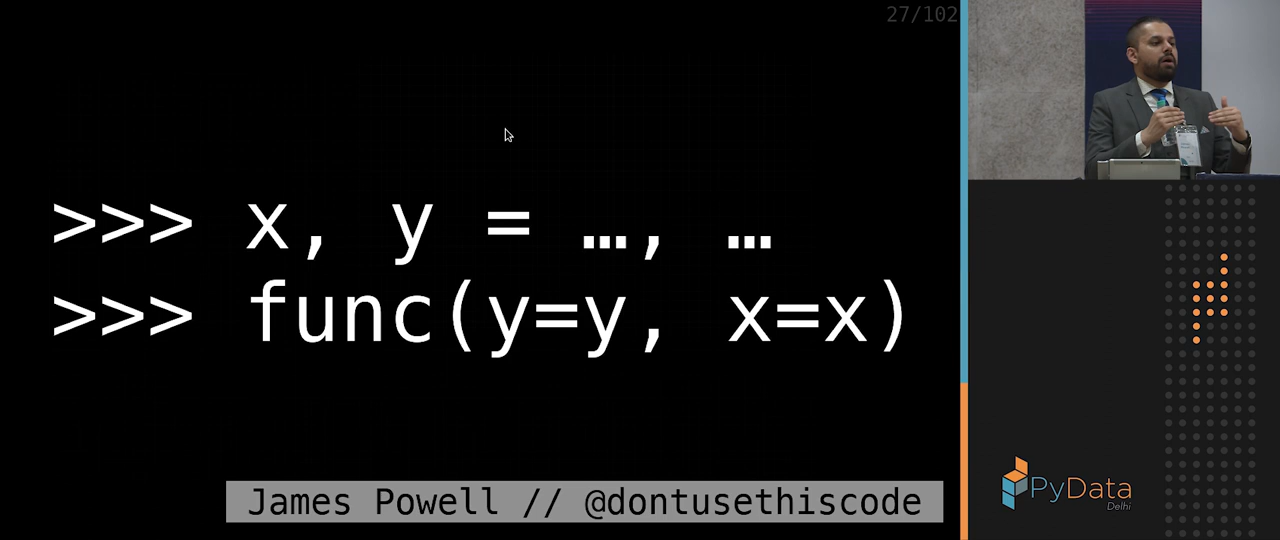 27/102
>>> x, y = …, …
>>> func(y=y, x=x)
James Powell // @dontusethiscode
PyData
Delhi